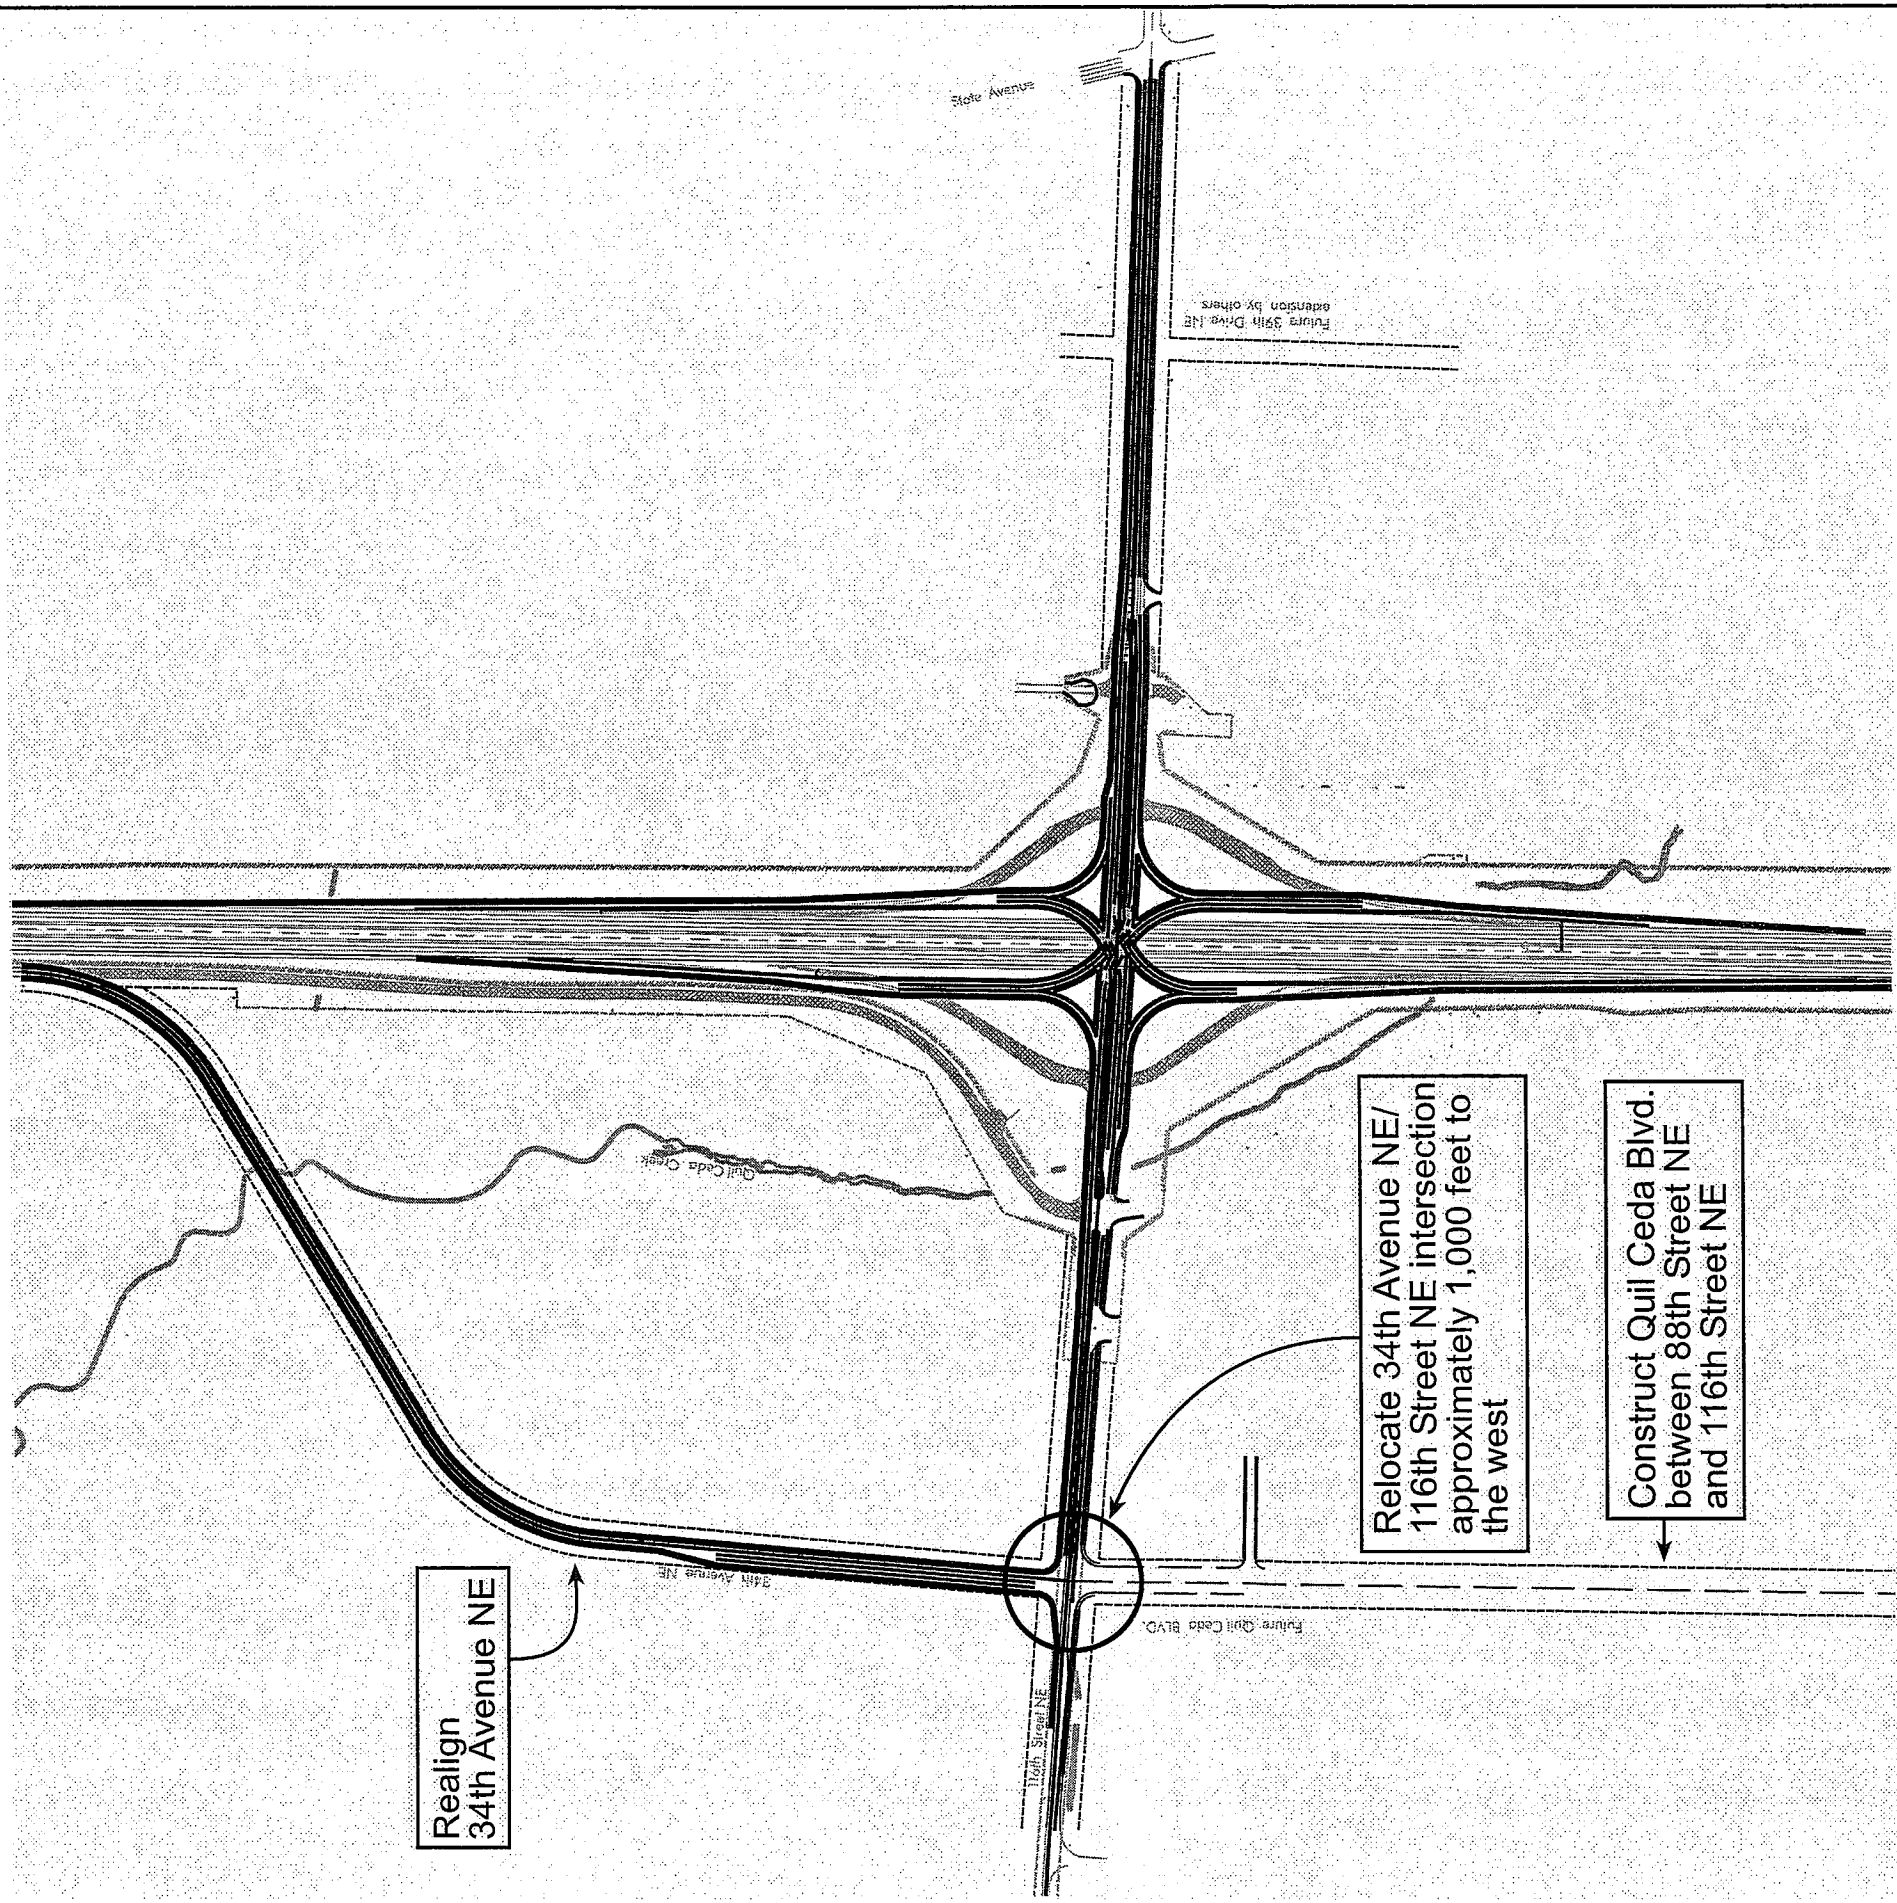 State Avenue
Future 39th Drive NE
extension by others
Quil Ceda
Creek
Realign
34th Avenue NE
34th Avenue NE
116th Street NE
Future Quil Ceda BLVD.
Relocate 34th Avenue NE/
116th Street NE intersection
approximately 1,000 feet to
the west
Construct Quil Ceda Blvd.
between 88th Street NE
and 116th Street NE